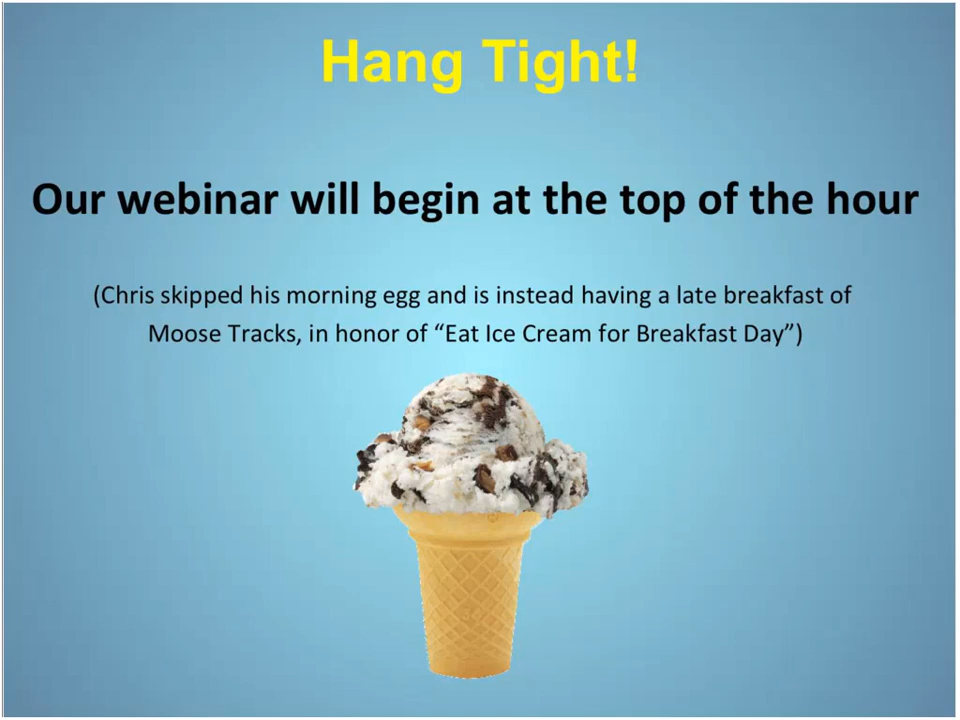 Hang Tight!
Our webinar will begin at the top of the hour
(Chris skipped his morning egg and is instead having a late breakfast of
Moose Tracks, in honor of “Eat Ice Cream for Breakfast Day”)